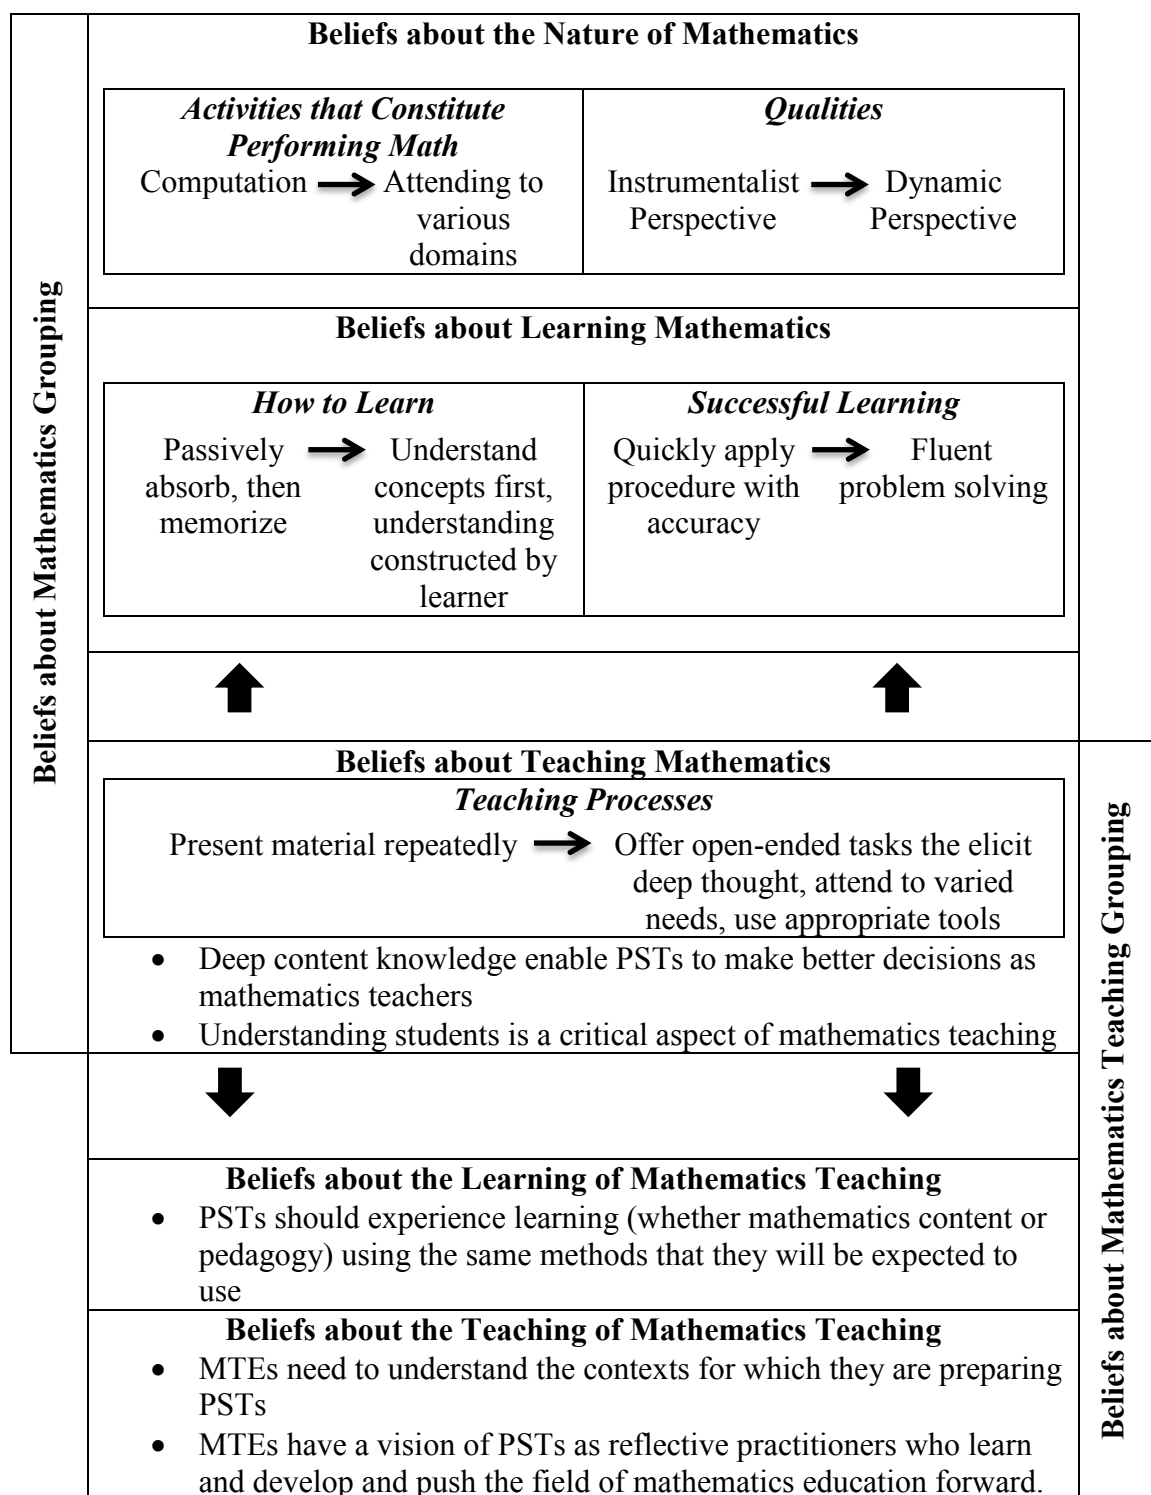 Beliefs about Mathematics Grouping
Beliefs about the Nature of Mathematics
Activities that Constitute
Performing Math
Computation
Attending to
various
domains
Qualities
Instrumentalist
Perspective
Dynamic
Perspective
Beliefs about Learning Mathematics
How to Learn
Passively
absorb, then
memorize
Understand
concepts first,
understanding
constructed by
learner
Successful Learning
Quickly apply
procedure with
accuracy
Fluent
problem solving
Beliefs about Teaching Mathematics
Teaching Processes
Present material repeatedly
Offer open-ended tasks the elicit
deep thought, attend to varied
needs, use appropriate tools
• Deep content knowledge enable PSTs to make better decisions as
mathematics teachers
• Understanding students is a critical aspect of mathematics teaching
Beliefs about Mathematics Teaching Grouping
Beliefs about the Learning of Mathematics Teaching
• PSTs should experience learning (whether mathematics content or
pedagogy) using the same methods that they will be expected to
use
Beliefs about the Teaching of Mathematics Teaching
• MTEs need to understand the contexts for which they are preparing
PSTs
• MTEs have a vision of PSTs as reflective practitioners who learn
and develop and push the field of mathematics education forward.